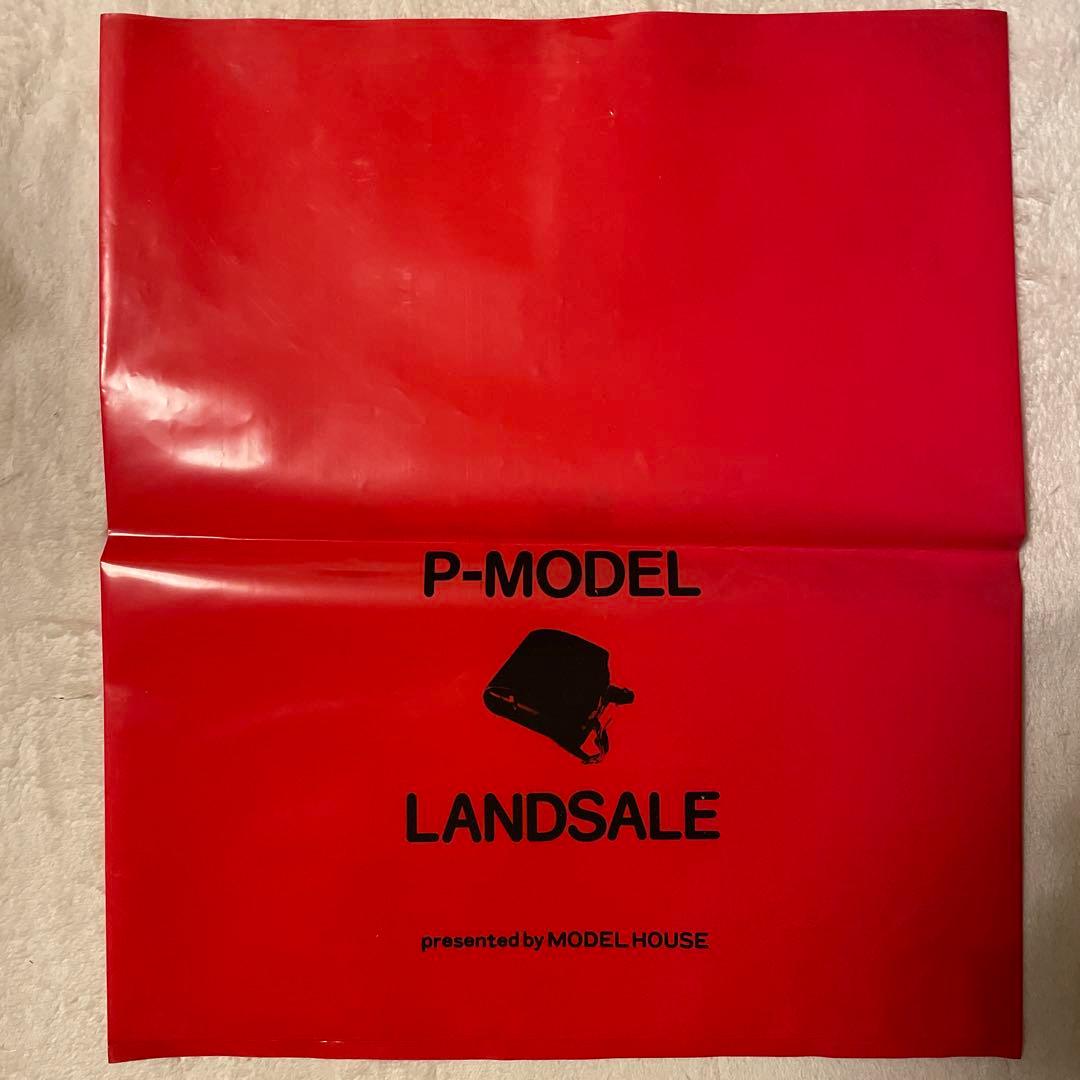 P-MODEL
LANDSALE
presented by MODEL HOUSE